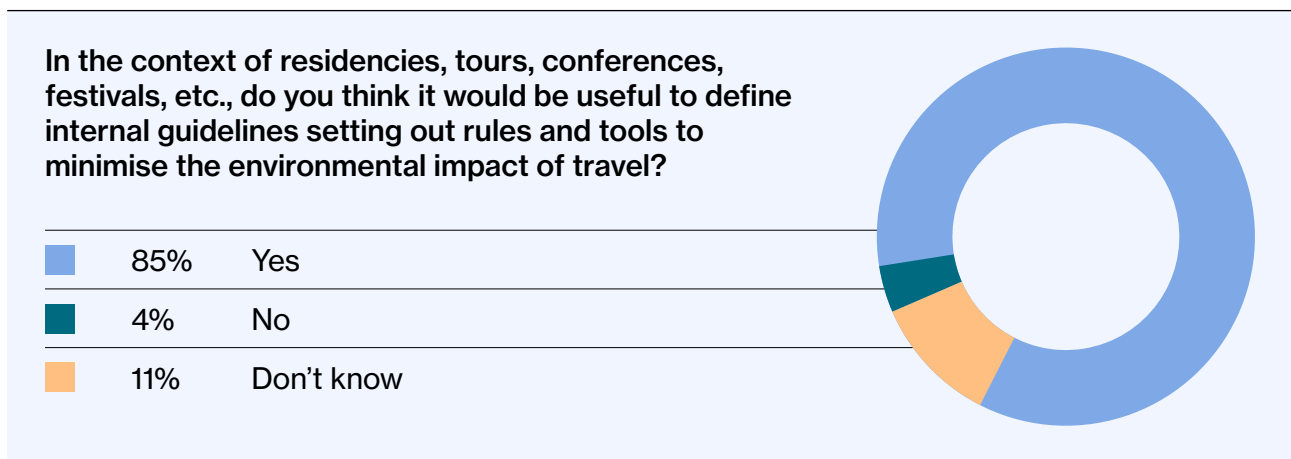 In the context of residencies, tours, conferences,
festivals, etc., do you think it would be useful to define
internal guidelines setting out rules and tools to
minimise the environmental impact of travel?
85% Yes
4% No
11% Don’t know